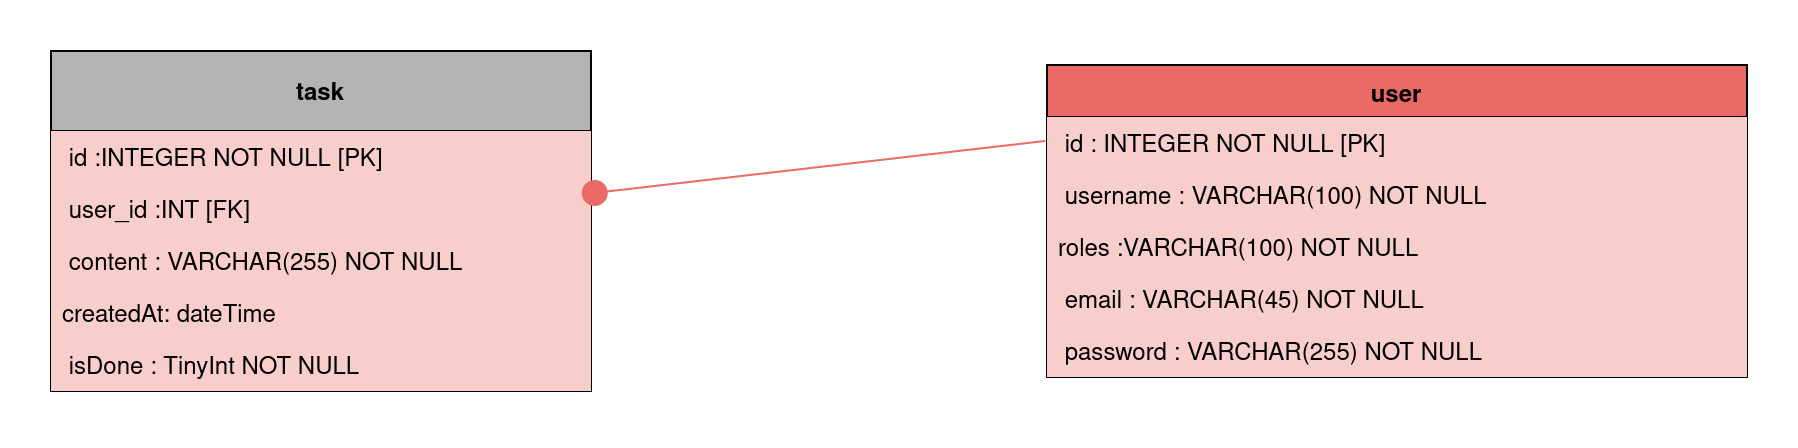 task
id :INTEGER NOT NULL [PK]
user_id :INT [FK]
content : VARCHAR(255) NOT NULL
createdAt: dateTime
isDone : TinyInt NOT NULL
user
id : INTEGER NOT NULL [PK]
username : VARCHAR(100) NOT NULL
roles :VARCHAR(100) NOT NULL
email : VARCHAR(45) NOT NULL
password : VARCHAR(255) NOT NULL